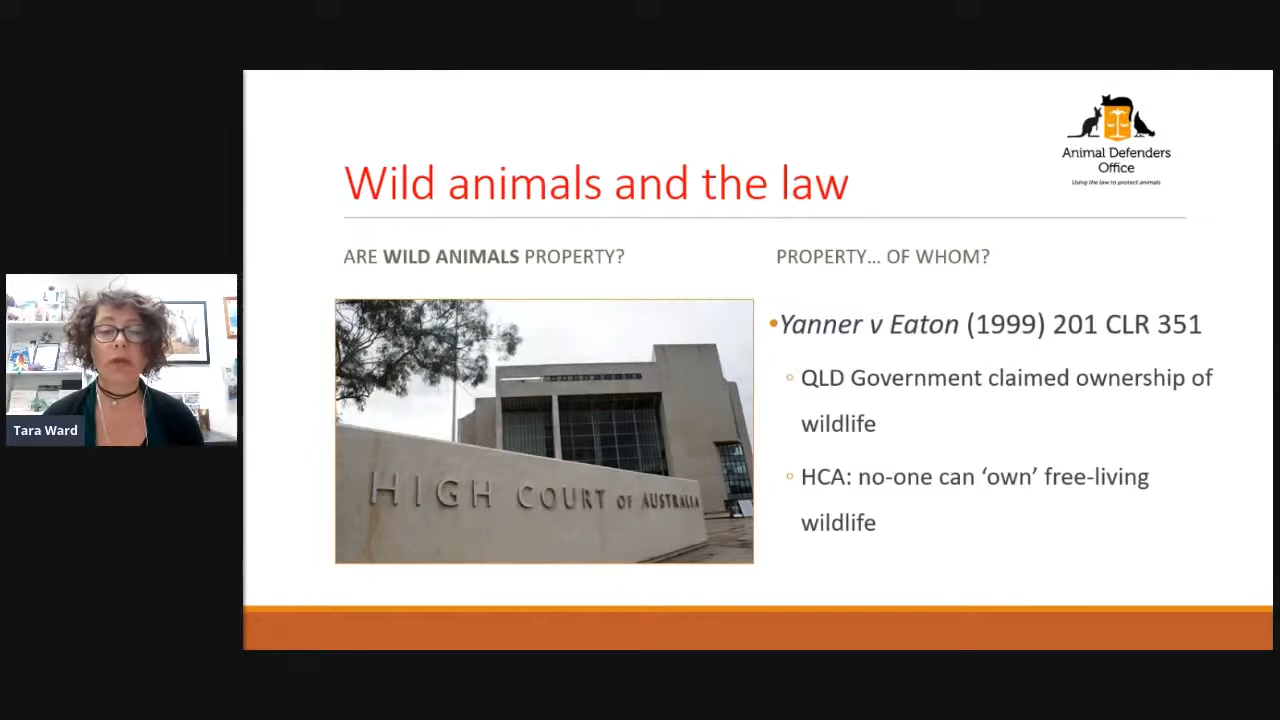 Animal Defenders
Office
Using the law to protect animals
Wild animals and the law
ARE WILD ANIMALS PROPERTY?
PROPERTY... OF WHOM?
HIGH COURT OF AUSTRALIA
•Yanner v Eaton (1999) 201 CLR 351
◦ QLD Government claimed ownership of
wildlife
◦ HCA: no-one can ‘own’ free-living
wildlife
Tara Ward